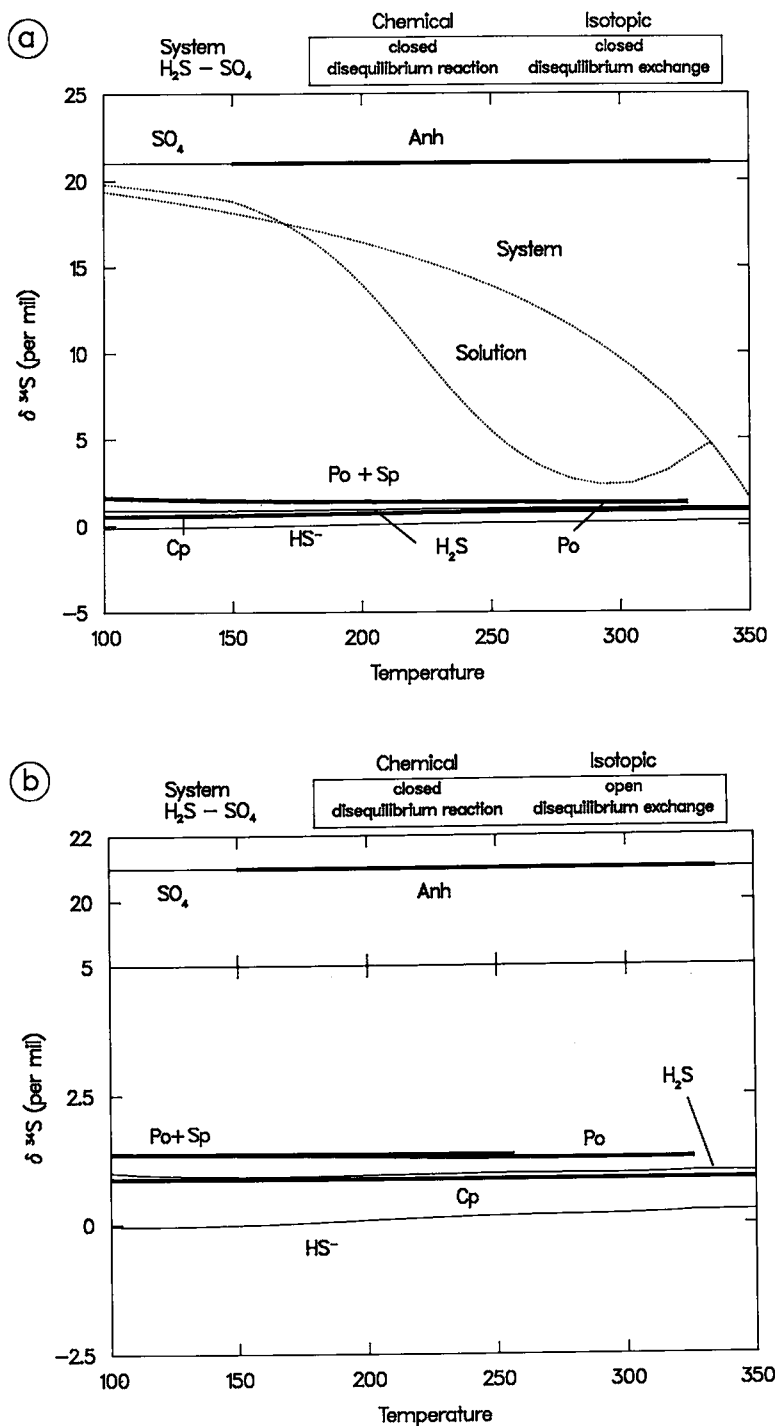 a
System
H₂S – SO₄
Chemical
Isotopic
closed
disequilibrium reaction
closed
disequilibrium exchange
25
20
15
10
5
0
−5
δ ³⁴S (per mil)
SO₄
Anh
System
Solution
Po + Sp
Cp
HS⁻
H₂S
Po
100
150
200
250
300
350
Temperature
b
System
H₂S – SO₄
Chemical
Isotopic
closed
disequilibrium reaction
open
disequilibrium exchange
22
20
5
2.5
0
−2.5
δ ³⁴S (per mil)
SO₄
Anh
H₂S
Po+Sp
Po
Cp
HS⁻
100
150
200
250
300
350
Temperature